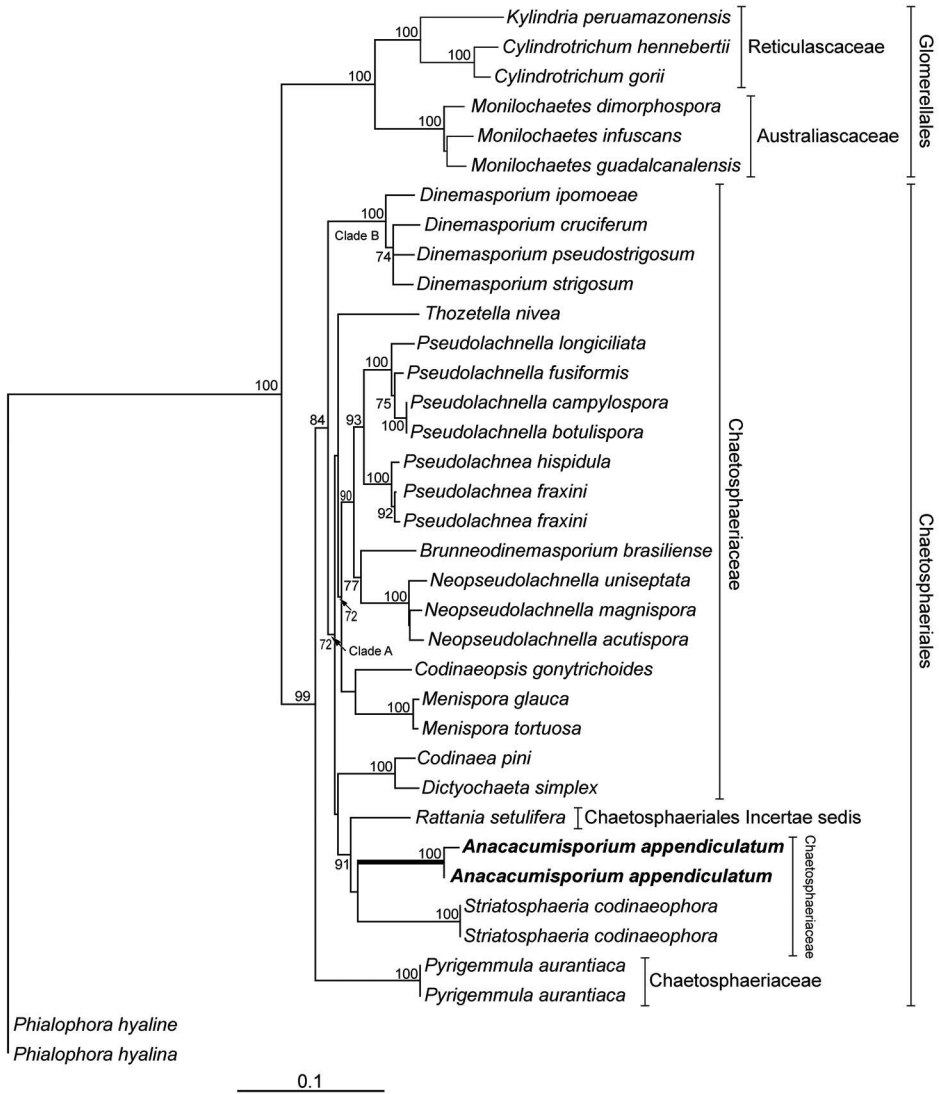 Kylindria peruamazonensis
100
Cylindrotrichum hennebertii
100
Reticulascaceae
Cylindrotrichum gorii
100
Monilochaetes dimorphospora
100
Monilochaetes infuscans
Australiascaceae
Monilochaetes guadalcanalensis
Glomerellales
Dinemasporium ipomoeae
100
Clade B
Dinemasporium cruciferum
74
Dinemasporium pseudostrigosum
Dinemasporium strigosum
Thozetella nivea
Pseudolachnella longiciliata
100
Pseudolachnella fusiformis
75
Pseudolachnella campylospora
100
Pseudolachnella botulispora
100
84
93
Pseudolachnea hispidula
100
Pseudolachnea fraxini
90
92
Pseudolachnea fraxini
Brunneodinemasporium brasiliense
77
Neopseudolachnella uniseptata
100
Neopseudolachnella magnispora
72
Neopseudolachnella acutispora
72
Clade A
Codinaeopsis gonytrichoides
99
Menispora glauca
100
Menispora tortuosa
Codinaea pini
100
Dictyochaeta simplex
Chaetosphaeriaceae
Chaetosphaeriales
Rattania setulifera
Chaetosphaeriales Incertae sedis
Anacacumisporium appendiculatum
100
91
Anacacumisporium appendiculatum
Striatosphaeria codinaeophora
100
Striatosphaeria codinaeophora
Chaetosphaeriaceae
Pyrigemmula aurantiaca
100
Chaetosphaeriaceae
Pyrigemmula aurantiaca
Phialophora hyaline
Phialophora hyalina
0.1